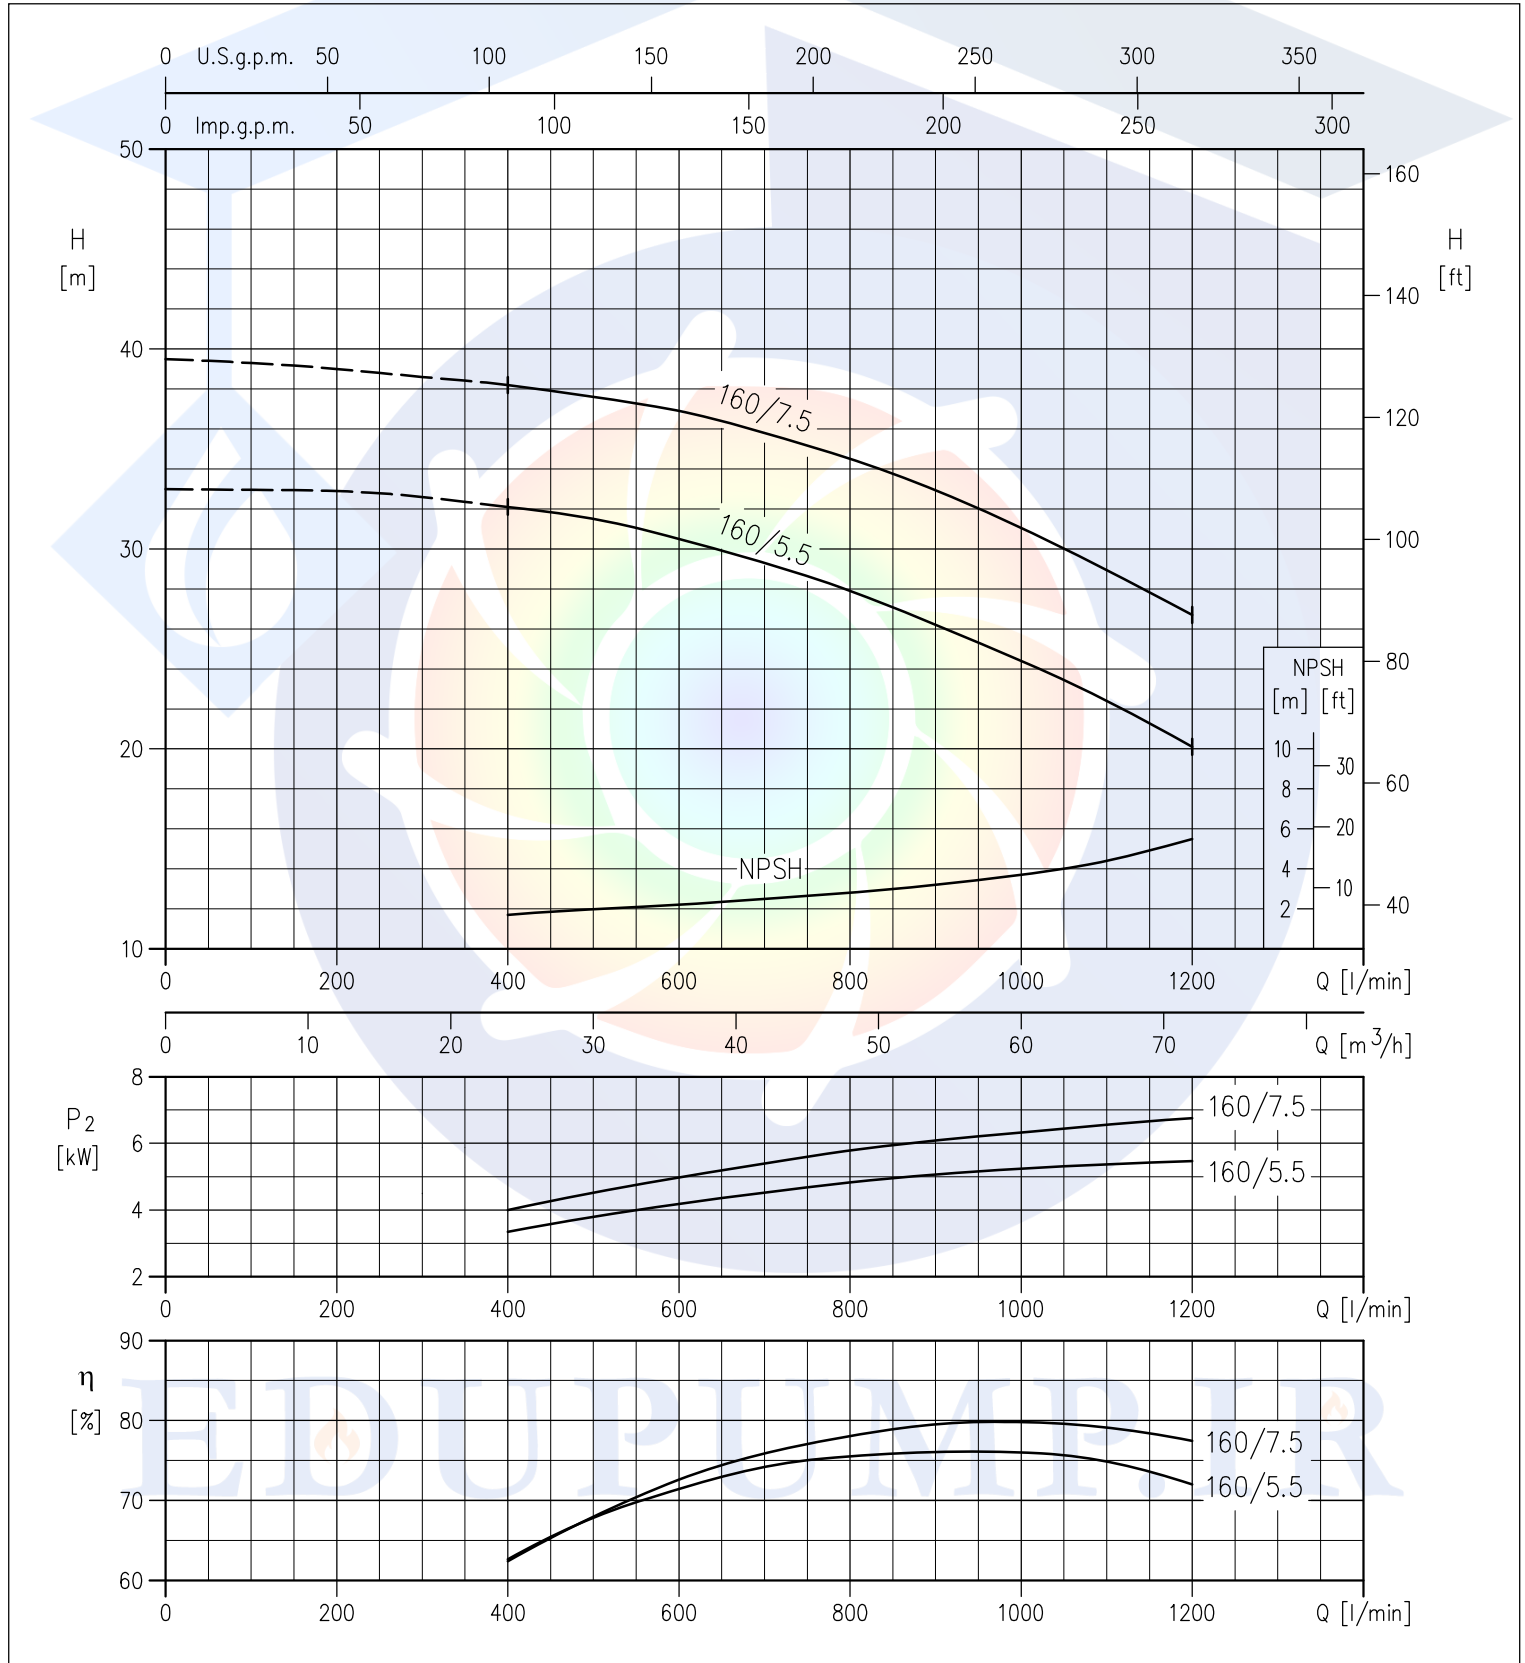 0 U.S.g.p.m. 50 100 150 200 250 300 350
0 Imp.g.p.m. 50 100 150 200 250 300
H
[m]
50
40
30
20
10
H
[ft]
160
140
120
100
80
60
40
160/7.5
160/5.5
NPSH
NPSH
[m] [ft]
10
8
6
4
2
30
20
10
0 200 400 600 800 1000 1200 Q [l/min]
0 10 20 30 40 50 60 70 Q [m³/h]
P2
[kW]
8
6
4
2
160/7.5
160/5.5
0 200 400 600 800 1000 1200 Q [l/min]
η
[%]
90
80
70
60
160/7.5
160/5.5
EDUPUMP.IR
0 200 400 600 800 1000 1200 Q [l/min]